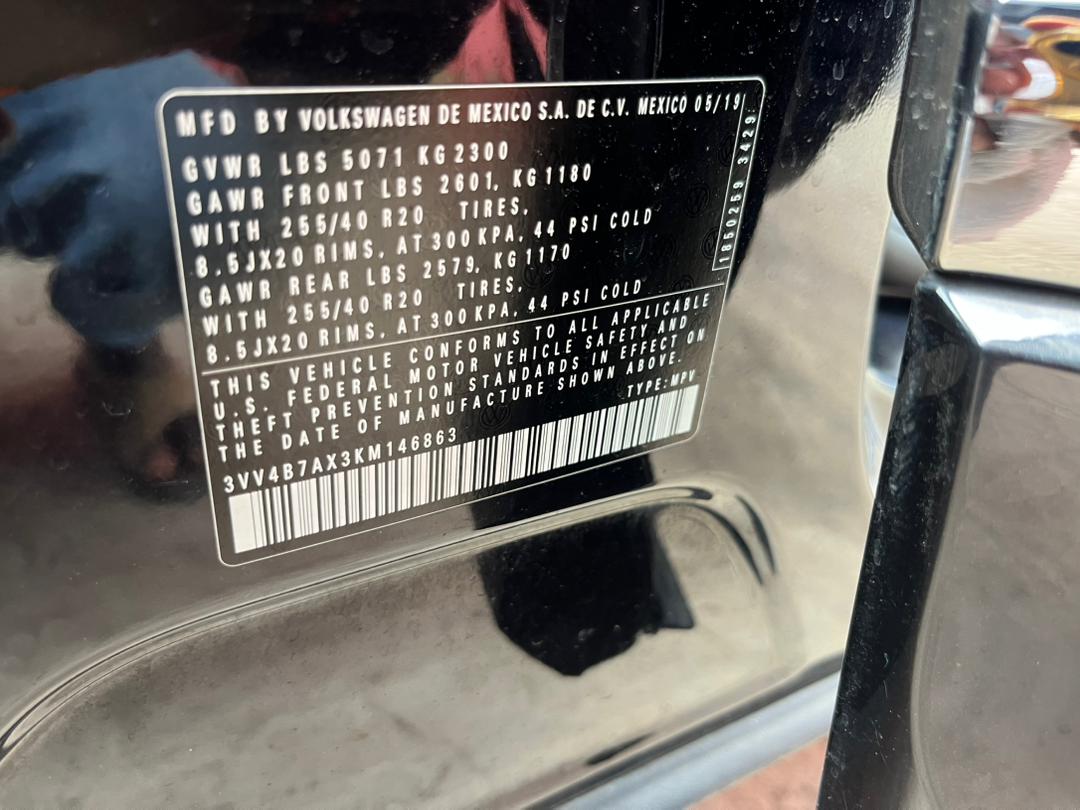 MFD BY VOLKSWAGEN DE MEXICO S.A. DE C.V. MEXICO 05/19
GVWR LBS 5071 KG 2300
GAWR FRONT LBS 2601, KG 1180
WITH 255/40 R20 TIRES,
8.5JX20 RIMS, AT 300 KPA, 44 PSI COLD
GAWR REAR LBS 2579, KG 1170
WITH 255/40 R20 TIRES,
8.5JX20 RIMS, AT 300 KPA, 44 PSI COLD
1850259 3429
THIS VEHICLE CONFORMS TO ALL APPLICABLE
U.S. FEDERAL MOTOR VEHICLE SAFETY AND
THEFT PREVENTION STANDARDS IN EFFECT ON
THE DATE OF MANUFACTURE SHOWN ABOVE.
3VV4B7AX3KM146863 TYPE: MPV